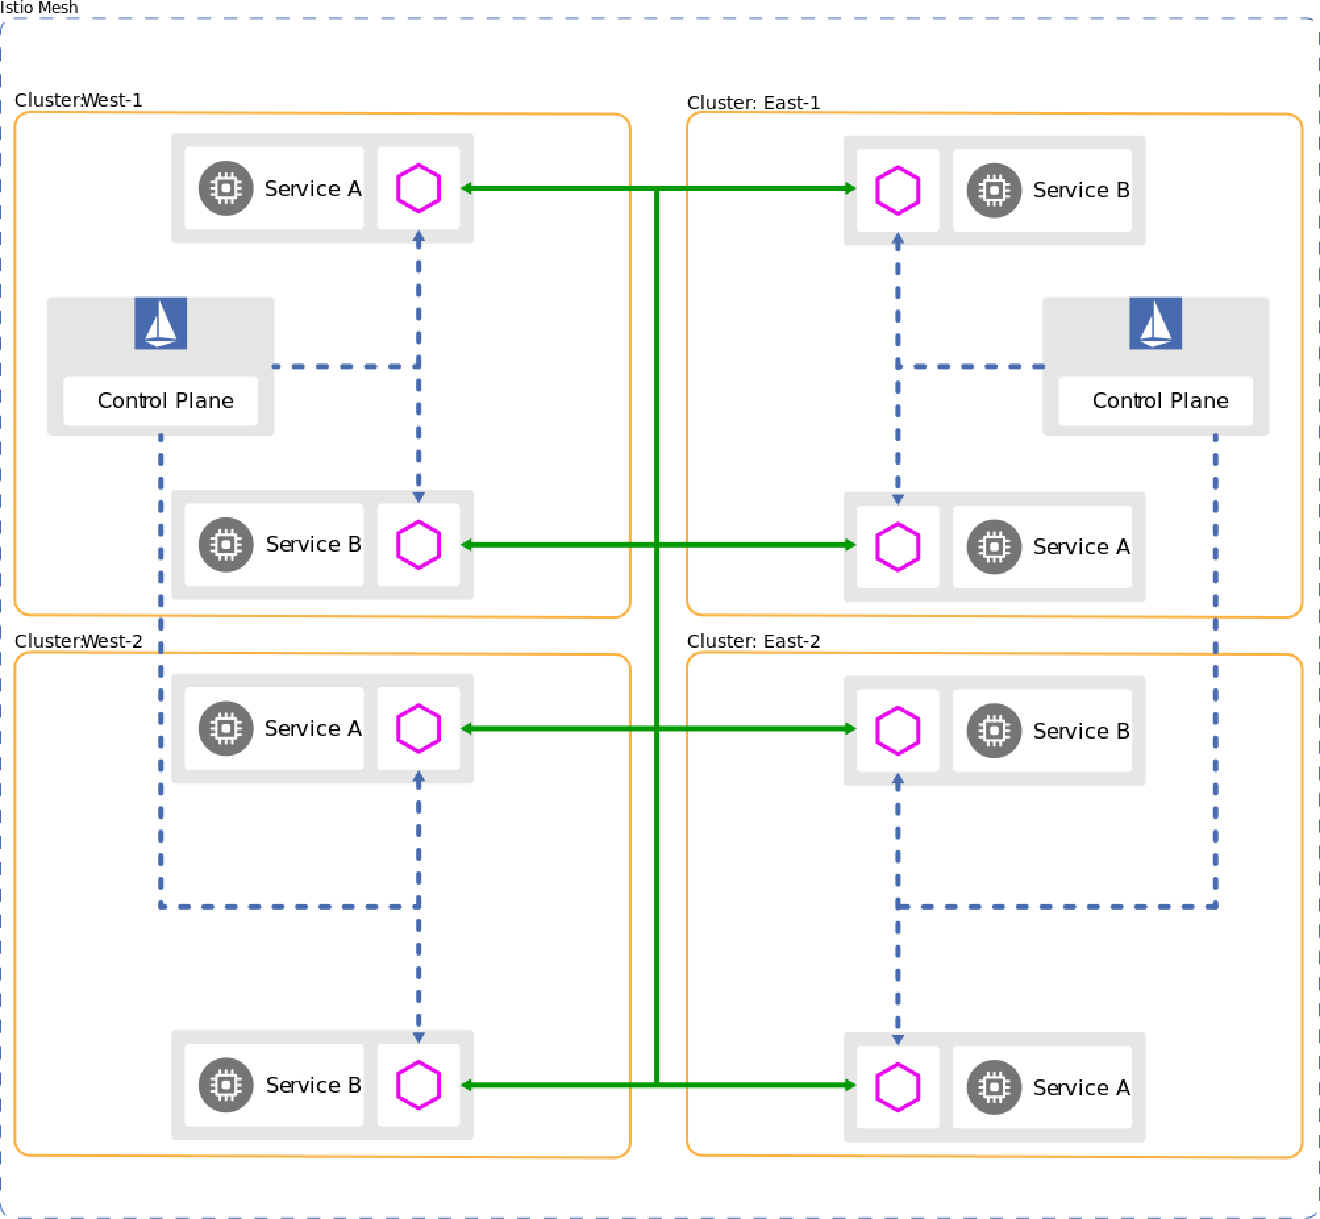 Istio Mesh
Cluster:West-1
Cluster: East-1
Service A
Service B
Control Plane
Control Plane
Service B
Service A
Cluster:West-2
Cluster: East-2
Service A
Service B
Service B
Service A